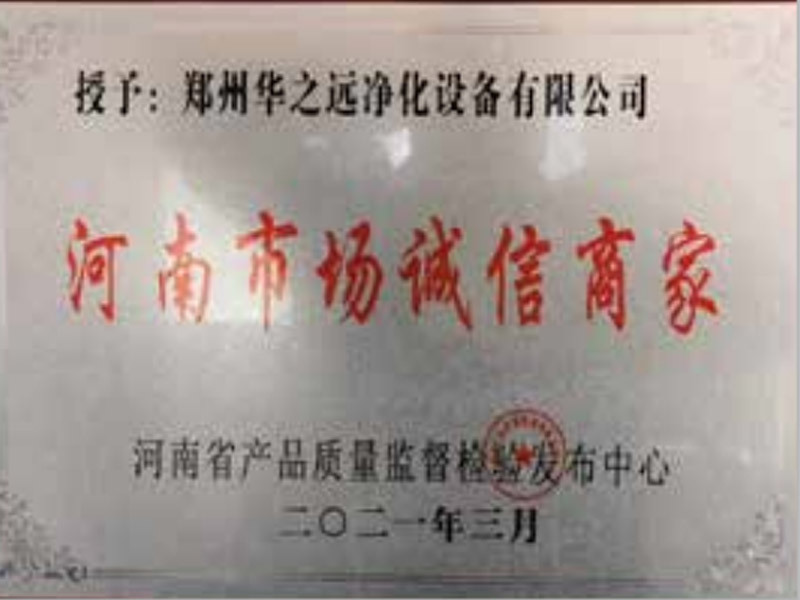 授予：郑州华之远净化设备有限公司
河南市场诚信商家
河南省产品质量监督检验发布中心
二〇二一年三月